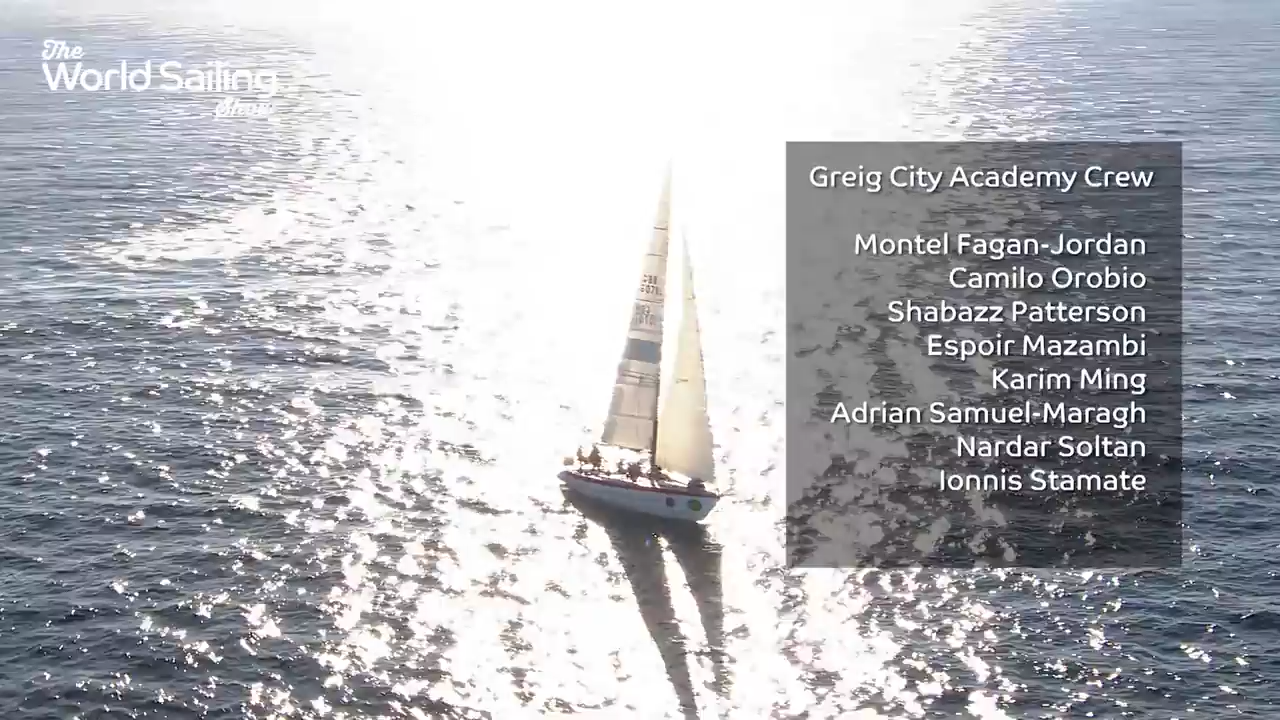 The
World Sailing
Show
Greig City Academy Crew
Montel Fagan-Jordan
Camilo Orobio
Shabazz Patterson
Espoir Mazambi
Karim Ming
Adrian Samuel-Maragh
Nardar Soltan
Ionnis Stamate